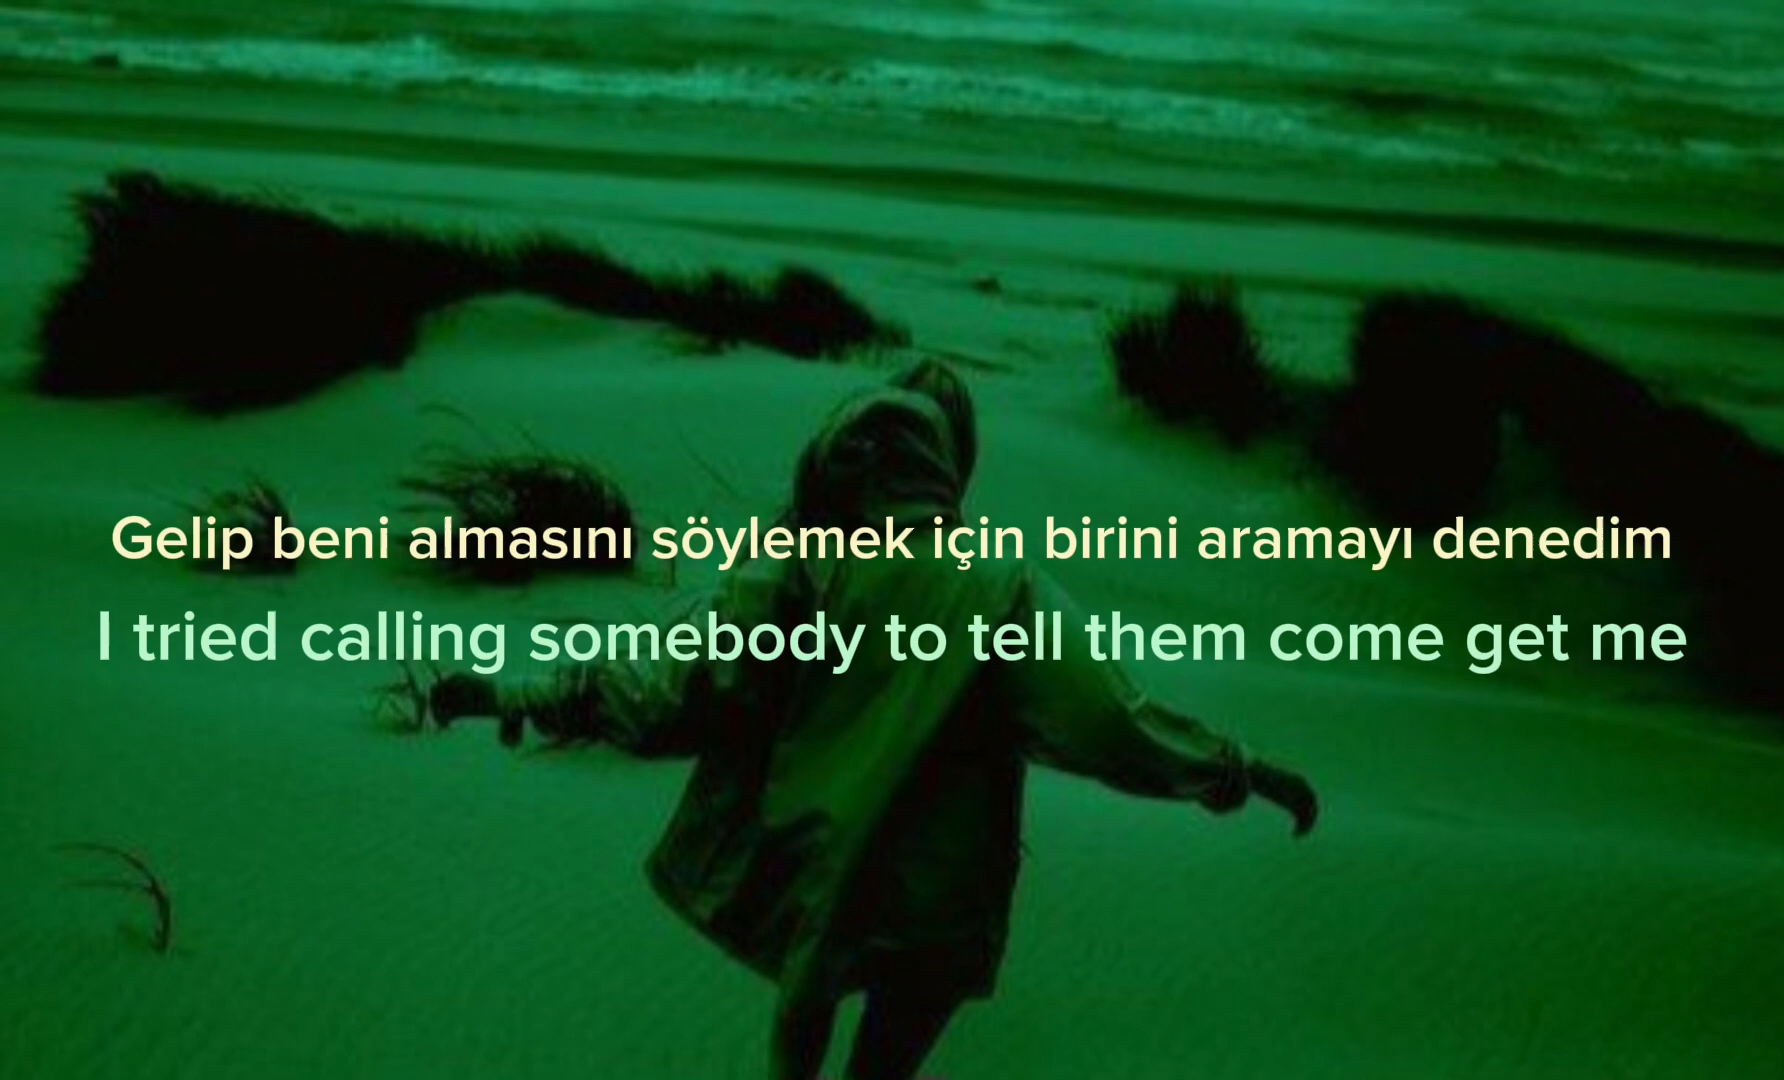 Gelip beni almasını söylemek için birini aramayı denedim
I tried calling somebody to tell them come get me